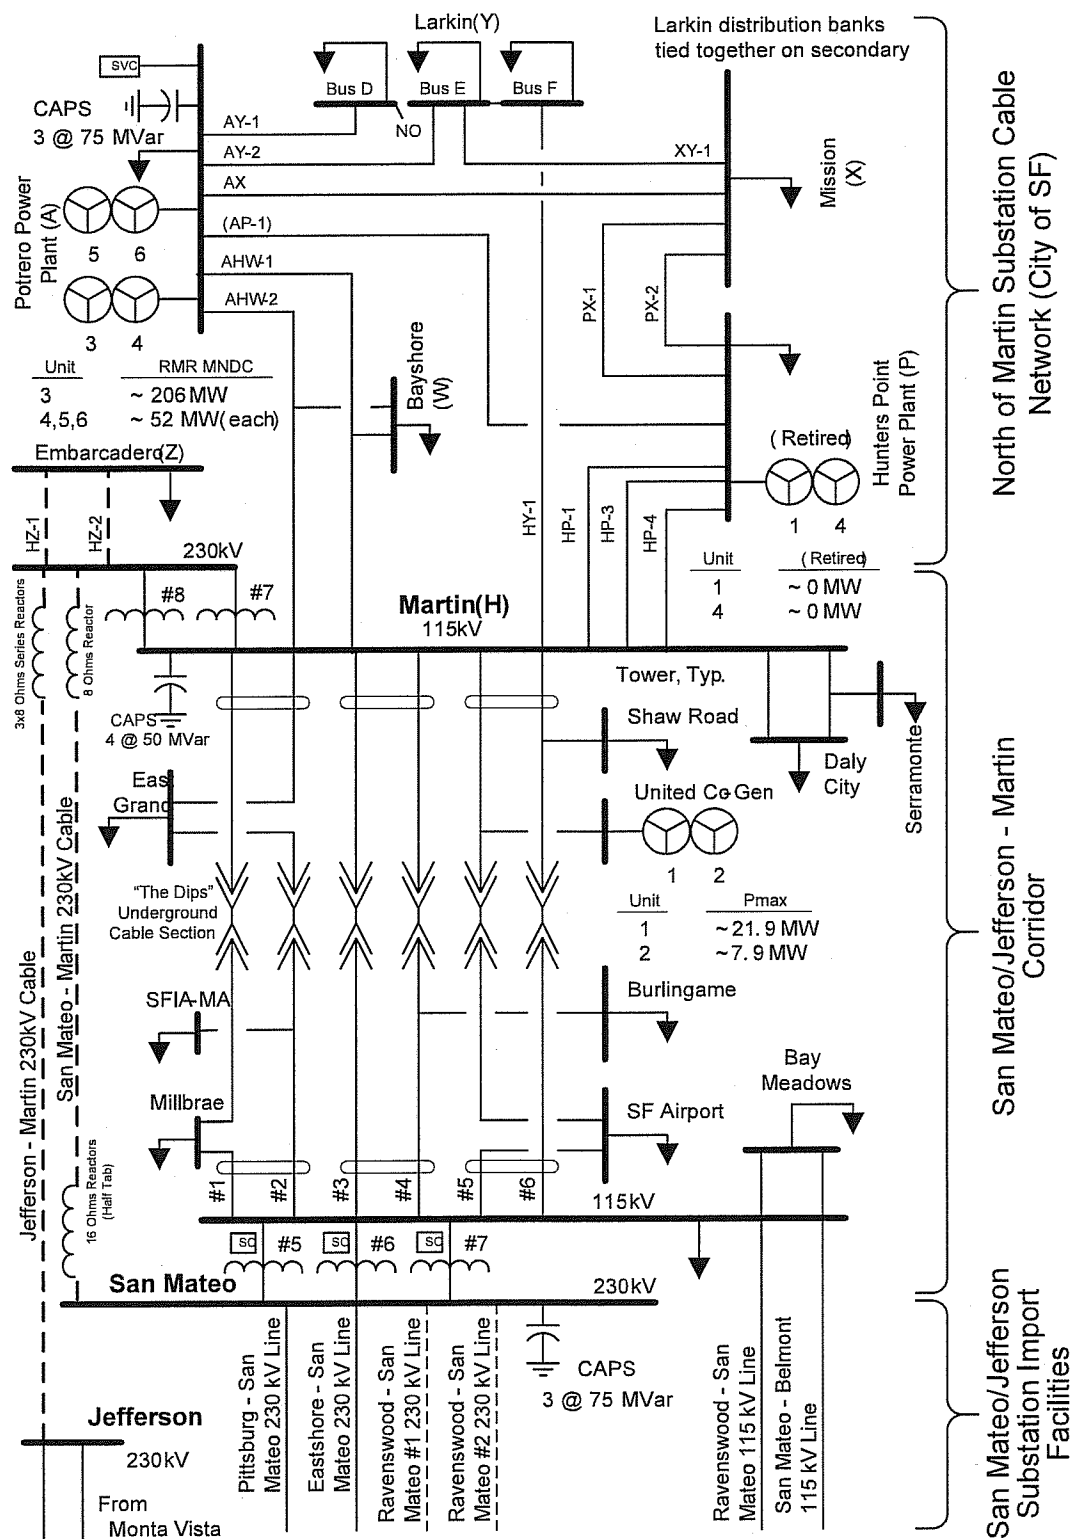 Larkin(Y)
Larkin distribution banks
tied together on secondary
SVC
Bus D
Bus E
Bus F
CAPS
3 @ 75 MVar
NO
AY-1
AY-2
XY-1
AX
(AP-1)
AHW-1
AHW-2
Mission
(X)
Potrero Power
Plant (A)
5
6
3
4
PX-1
PX-2
Unit
RMR MNDC
3
~ 206 MW
4,5,6
~ 52 MW(each)
Bayshore
(W)
Hunters Point
Power Plant (P)
(Retired)
1
4
Embarcadero(Z)
HZ-1
HZ-2
HY-1
HP-1
HP-3
HP-4
230kV
Unit
(Retired)
1
~ 0 MW
4
~ 0 MW
North of Martin Substation Cable
Network (City of SF)
#8
#7
Martin(H)
115kV
3x8 Ohms Series Reactors
8 Ohms Reactor
CAPS
4 @ 50 MVar
Tower, Typ.
Shaw Road
Daly
City
Serramonte
East
Grand
United Co-Gen
1
2
"The Dips"
Underground
Cable Section
Unit
Pmax
1
~21.9 MW
2
~7.9 MW
Jefferson - Martin 230kV Cable
San Mateo - Martin 230kV Cable
SFIA-MA
Burlingame
Bay
Meadows
Millbrae
SF Airport
San Mateo/Jefferson - Martin
Corridor
16 Ohms Reactors
(Half Tab)
#1
#2
#3
#4
#5
#6
115kV
SC
#5
SC
#6
SC
#7
San Mateo
230kV
Pittsburg - San
Mateo 230 kV Line
Eastshore - San
Mateo 230 kV Line
Ravenswood - San
Mateo #1 230 kV Line
Ravenswood - San
Mateo #2 230 kV Line
CAPS
3 @ 75 MVar
Ravenswood - San
Mateo 115 kV Line
San Mateo - Belmont
115 kV Line
San Mateo/Jefferson
Substation Import
Facilities
Jefferson
230kV
From
Monta Vista